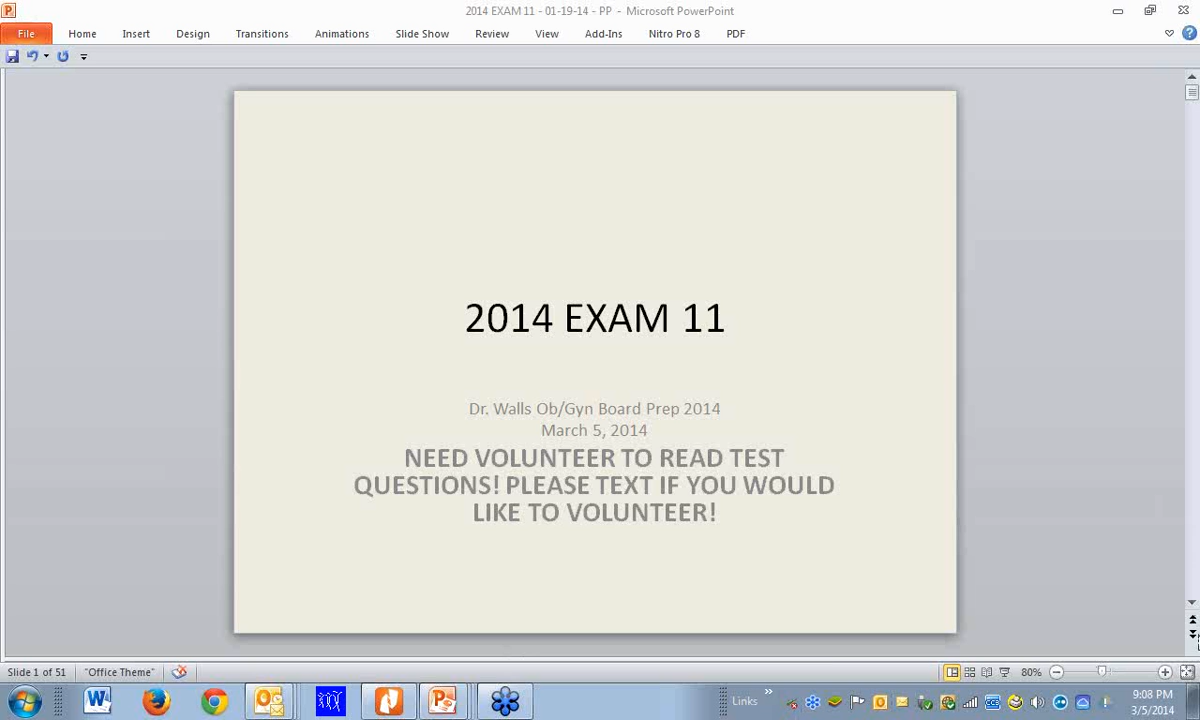 2014 EXAM 11 - 01-19-14 - PP - Microsoft PowerPoint
File Home Insert Design Transitions Animations Slide Show Review View Add-Ins Nitro Pro 8 PDF
2014 EXAM 11
Dr. Walls Ob/Gyn Board Prep 2014
March 5, 2014
NEED VOLUNTEER TO READ TEST
QUESTIONS! PLEASE TEXT IF YOU WOULD
LIKE TO VOLUNTEER!
Slide 1 of 51 "Office Theme" 80%
Links
9:08 PM
3/5/2014